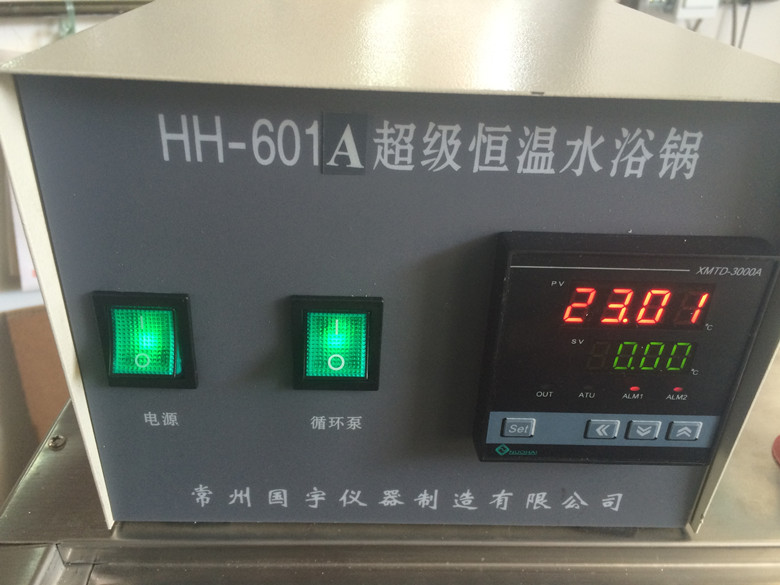 HH-601A超级恒温水浴锅
XMTD-3000A
PV
23.01
℃
SV
0.00
℃
OUT ATU ALM1 ALM2
Set
电源
循环泵
常州国宇仪器制造有限公司